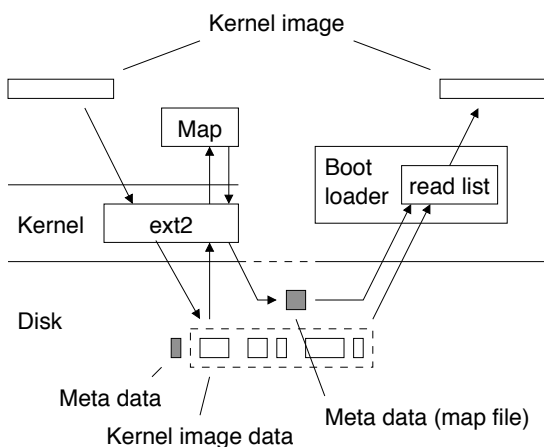 Kernel image
Map
Boot
loader
read list
Kernel
ext2
Disk
Meta data
Meta data (map file)
Kernel image data